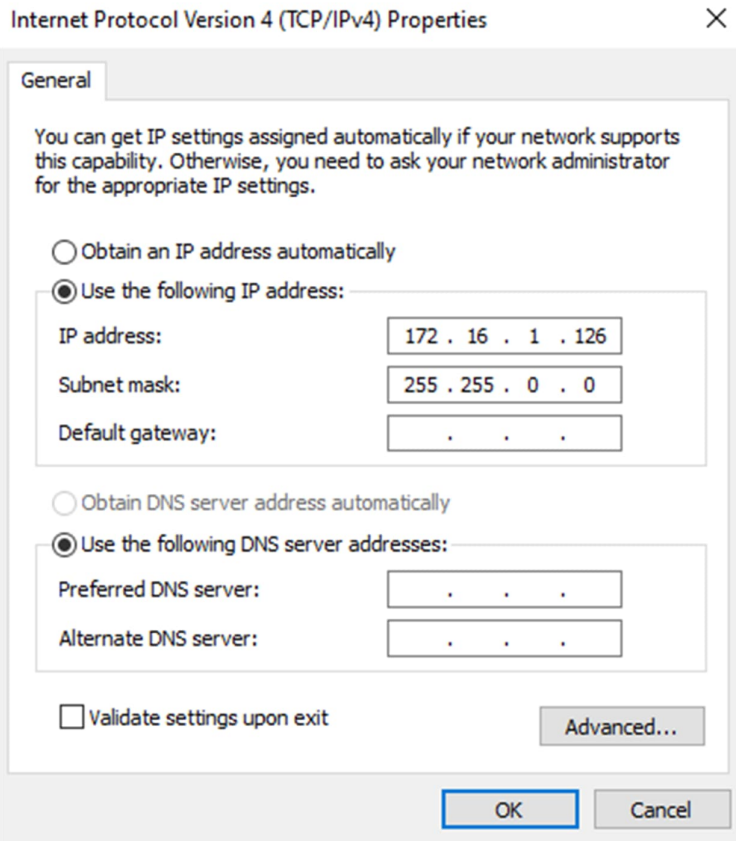 Internet Protocol Version 4 (TCP/IPv4) Properties
General
You can get IP settings assigned automatically if your network supports
this capability. Otherwise, you need to ask your network administrator
for the appropriate IP settings.
Obtain an IP address automatically
Use the following IP address:
IP address: 172 . 16 . 1 . 126
Subnet mask: 255 . 255 . 0 . 0
Default gateway: . . .
Obtain DNS server address automatically
Use the following DNS server addresses:
Preferred DNS server: . . .
Alternate DNS server: . . .
Validate settings upon exit
Advanced...
OK Cancel